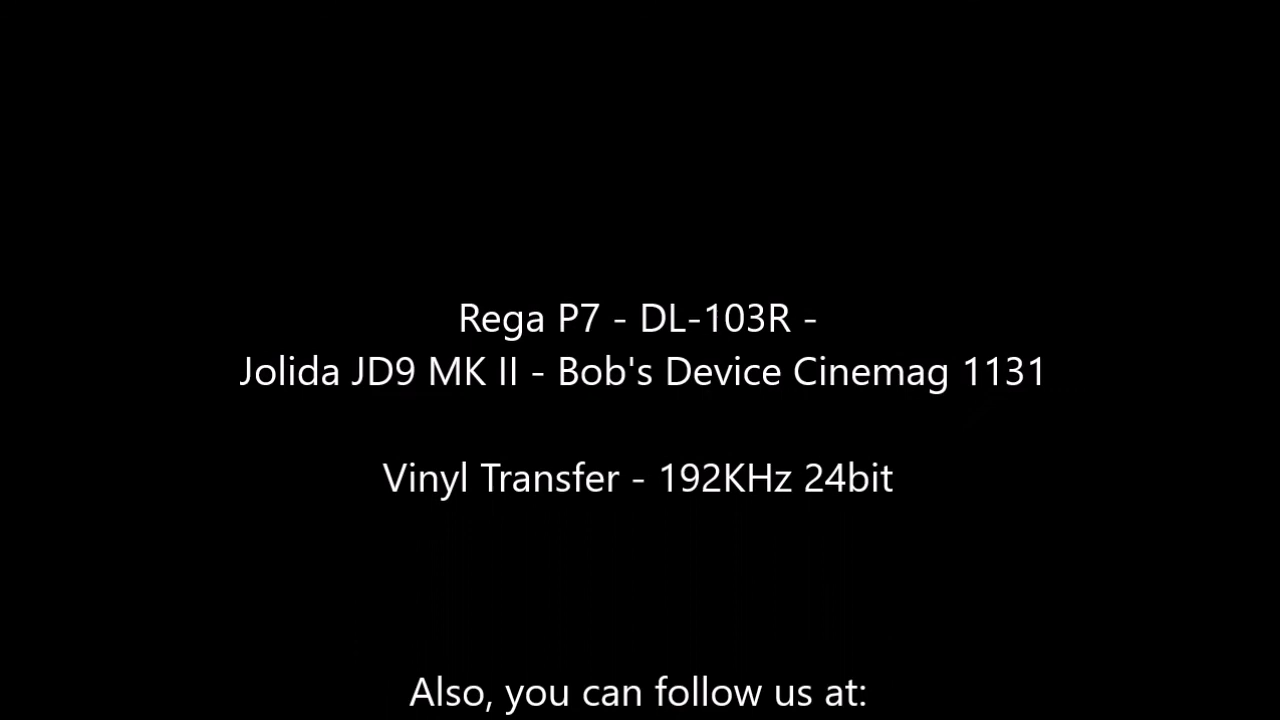 Rega P7 - DL-103R -
Jolida JD9 MK II - Bob's Device Cinemag 1131
Vinyl Transfer - 192KHz 24bit
Also, you can follow us at: